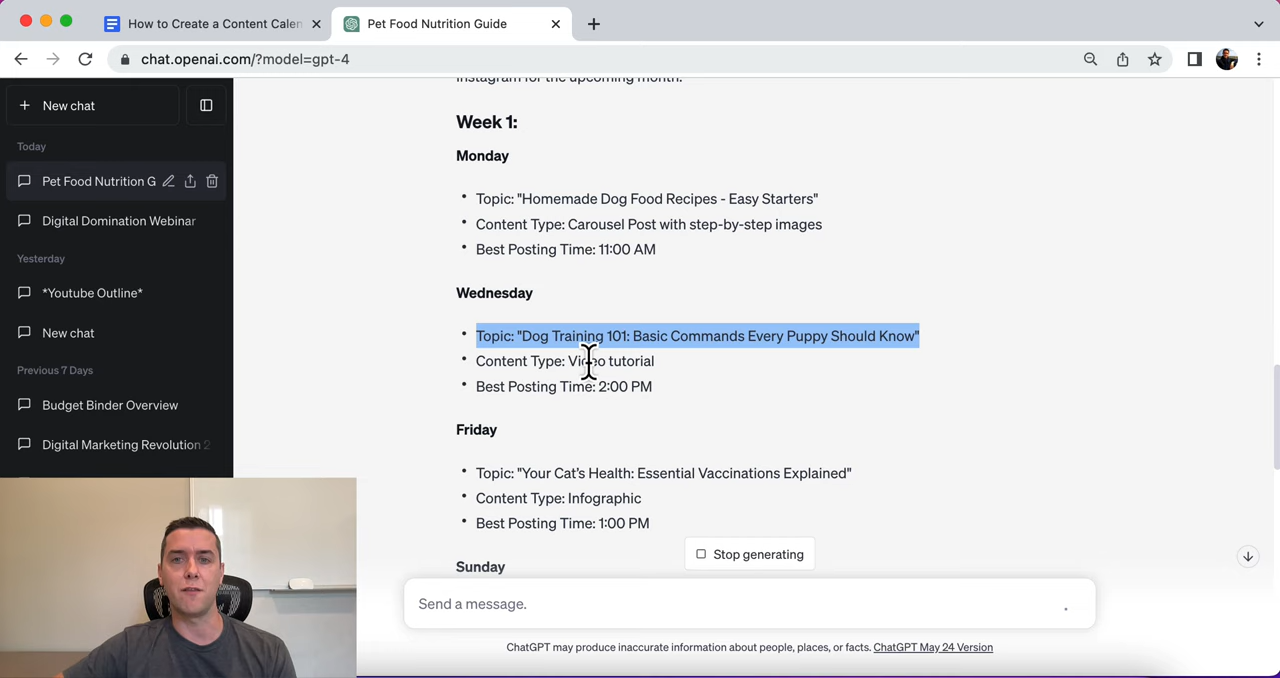 How to Create a Content Calen
Pet Food Nutrition Guide
chat.openai.com/?model=gpt-4
New chat
Today
Pet Food Nutrition G
Digital Domination Webinar
Yesterday
*Youtube Outline*
New chat
Previous 7 Days
Budget Binder Overview
Digital Marketing Revolution 2
Instagram for the upcoming month.
Week 1:
Monday
• Topic: "Homemade Dog Food Recipes - Easy Starters"
• Content Type: Carousel Post with step-by-step images
• Best Posting Time: 11:00 AM
Wednesday
• Topic: "Dog Training 101: Basic Commands Every Puppy Should Know"
• Content Type: Video tutorial
• Best Posting Time: 2:00 PM
Friday
• Topic: "Your Cat's Health: Essential Vaccinations Explained"
• Content Type: Infographic
• Best Posting Time: 1:00 PM
Sunday
Stop generating
Send a message.
ChatGPT may produce inaccurate information about people, places, or facts. ChatGPT May 24 Version